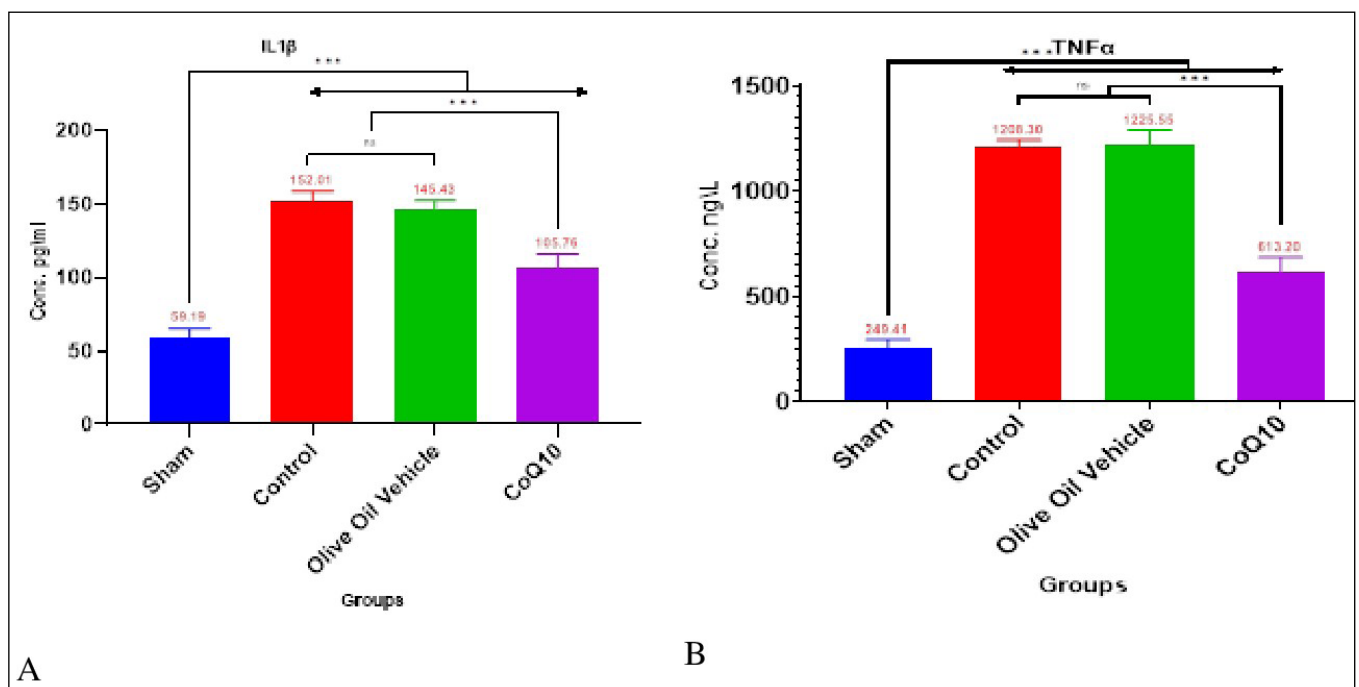 IL1β
***
***
ns
200
150
100
50
0
Conc. pg\ml
59.19
152.01
145.43
105.76
Sham
Control
Olive Oil Vehicle
CoQ10
Groups
A
***TNFα
***
ns
1500
1000
500
0
Conc. ng\L
249.41
1208.30
1225.55
613.20
Sham
Control
Olive Oil Vehicle
CoQ10
Groups
B